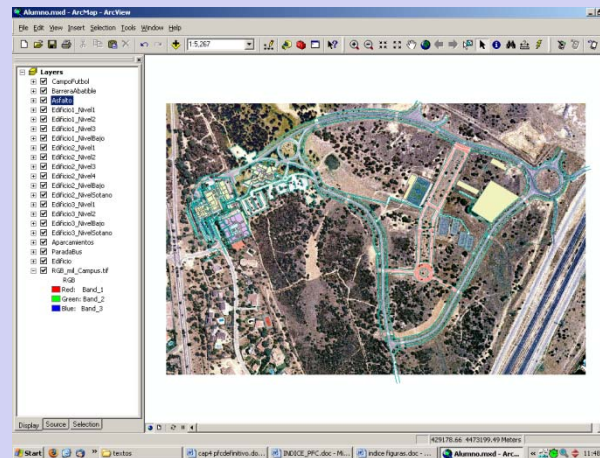 Alumno.mxd - ArcMap - ArcView
File Edit View Insert Selection Tools Window Help
1:5,267
Layers
CampoFutbol
BarreraAbatible
Asfalto
Edificio1_Nivel1
Edificio1_Nivel2
Edificio1_Nivel3
Edificio1_NivelBajo
Edificio2_Nivel1
Edificio2_Nivel2
Edificio2_Nivel3
Edificio2_Nivel4
Edificio2_NivelBajo
Edificio2_NivelSotano
Edificio3_Nivel1
Edificio3_Nivel2
Edificio3_NivelBajo
Edificio3_NivelSotano
Aparcamientos
ParadaBus
Edificio
RGB_mil_Campus.tif
RGB
Red: Band_1
Green: Band_2
Blue: Band_3
Display Source Selection
429178.66 4473199.49 Meters
Start textos cap4 pfcdefinitivo.do... INDICE_PFC.doc - Mi... indice figuras.doc - ... Alumno.mxd - Arc... 11:48